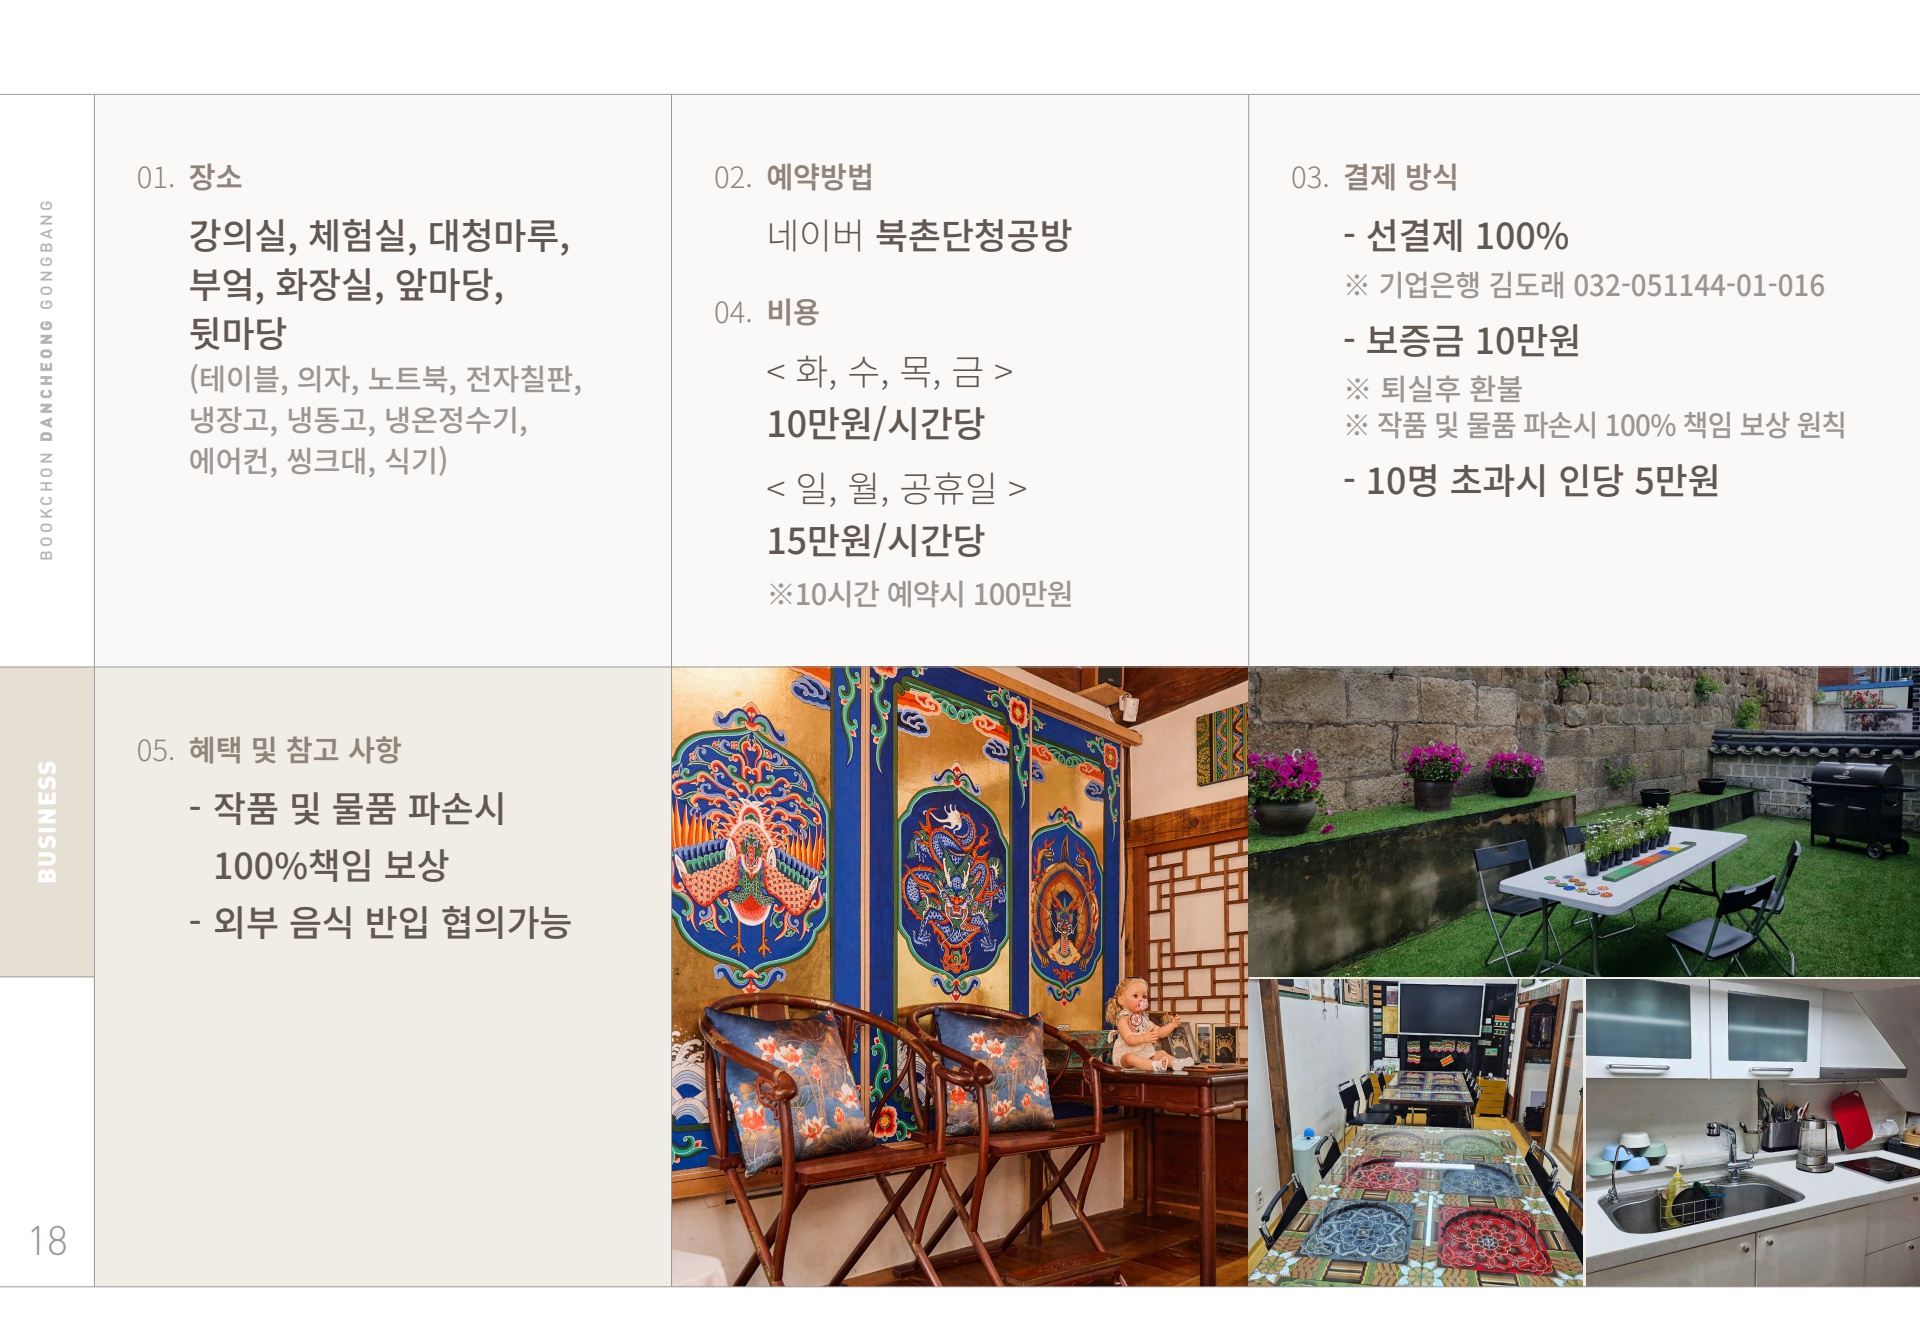 BOOKCHON DANCHEONG GONGBANG
BUSINESS
18
01. 장소
강의실, 체험실, 대청마루,
부엌, 화장실, 앞마당,
뒷마당
(테이블, 의자, 노트북, 전자칠판,
냉장고, 냉동고, 냉온정수기,
에어컨, 씽크대, 식기)
02. 예약방법
네이버 북촌단청공방
04. 비용
< 화, 수, 목, 금 >
10만원/시간당
< 일, 월, 공휴일 >
15만원/시간당
※10시간 예약시 100만원
03. 결제 방식
- 선결제 100%
※ 기업은행 김도래 032-051144-01-016
- 보증금 10만원
※ 퇴실후 환불
※ 작품 및 물품 파손시 100% 책임 보상 원칙
- 10명 초과시 인당 5만원
05. 혜택 및 참고 사항
- 작품 및 물품 파손시
100%책임 보상
- 외부 음식 반입 협의가능